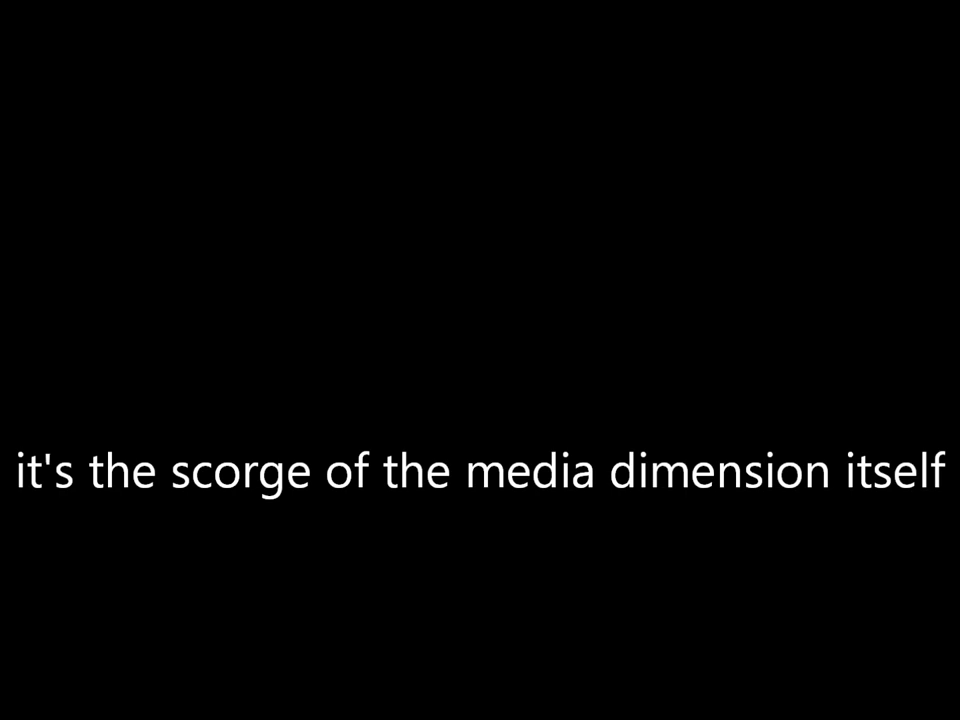 it's the scorge of the media dimension itself